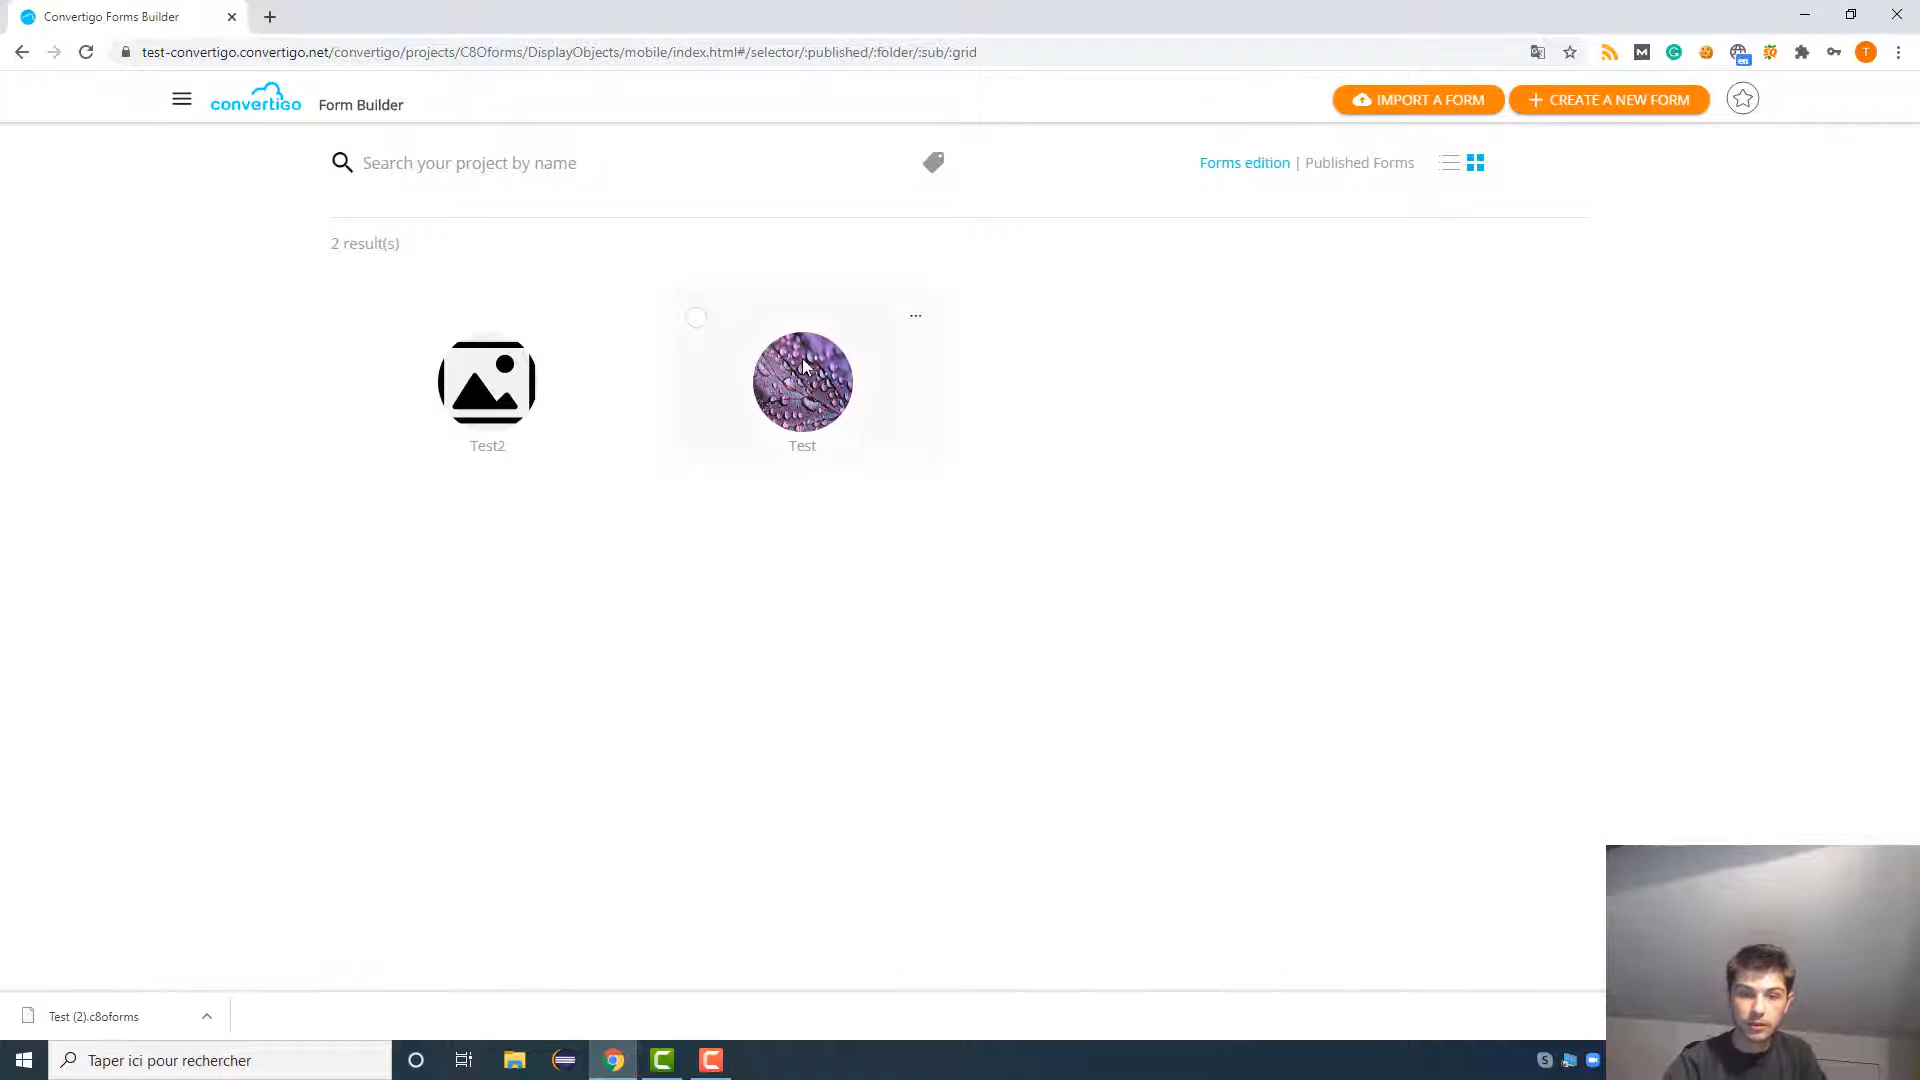 Convertigo Forms Builder
test-convertigo.convertigo.net/convertigo/projects/C8Oforms/DisplayObjects/mobile/index.html#/selector/:published/:folder/:sub/:grid
en
T
convertigo
Form Builder
IMPORT A FORM
CREATE A NEW FORM
Search your project by name
Forms edition | Published Forms
2 result(s)
Test2
Test
Test (2).c8oforms
Taper ici pour rechercher